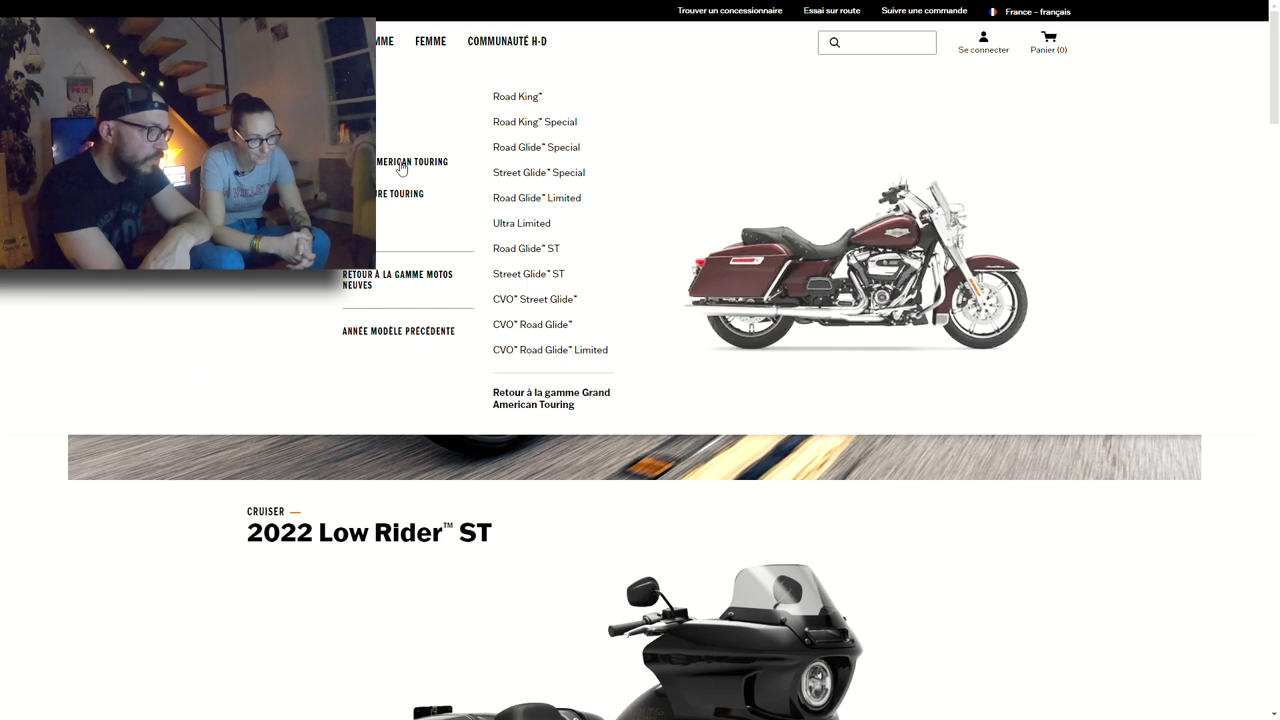 Trouver un concessionnaire
Essai sur route
Suivre une commande
France – français
MME
FEMME
COMMUNAUTÉ H-D
Se connecter
Panier (0)
MERICAN TOURING
RE TOURING
RETOUR À LA GAMME MOTOS
NEUVES
ANNÉE MODÈLE PRÉCÉDENTE
Road King™
Road King™ Special
Road Glide™ Special
Street Glide™ Special
Road Glide™ Limited
Ultra Limited
Road Glide™ ST
Street Glide™ ST
CVO™ Street Glide™
CVO™ Road Glide™
CVO™ Road Glide™ Limited
Retour à la gamme Grand
American Touring
CRUISER —
2022 Low Rider™ ST